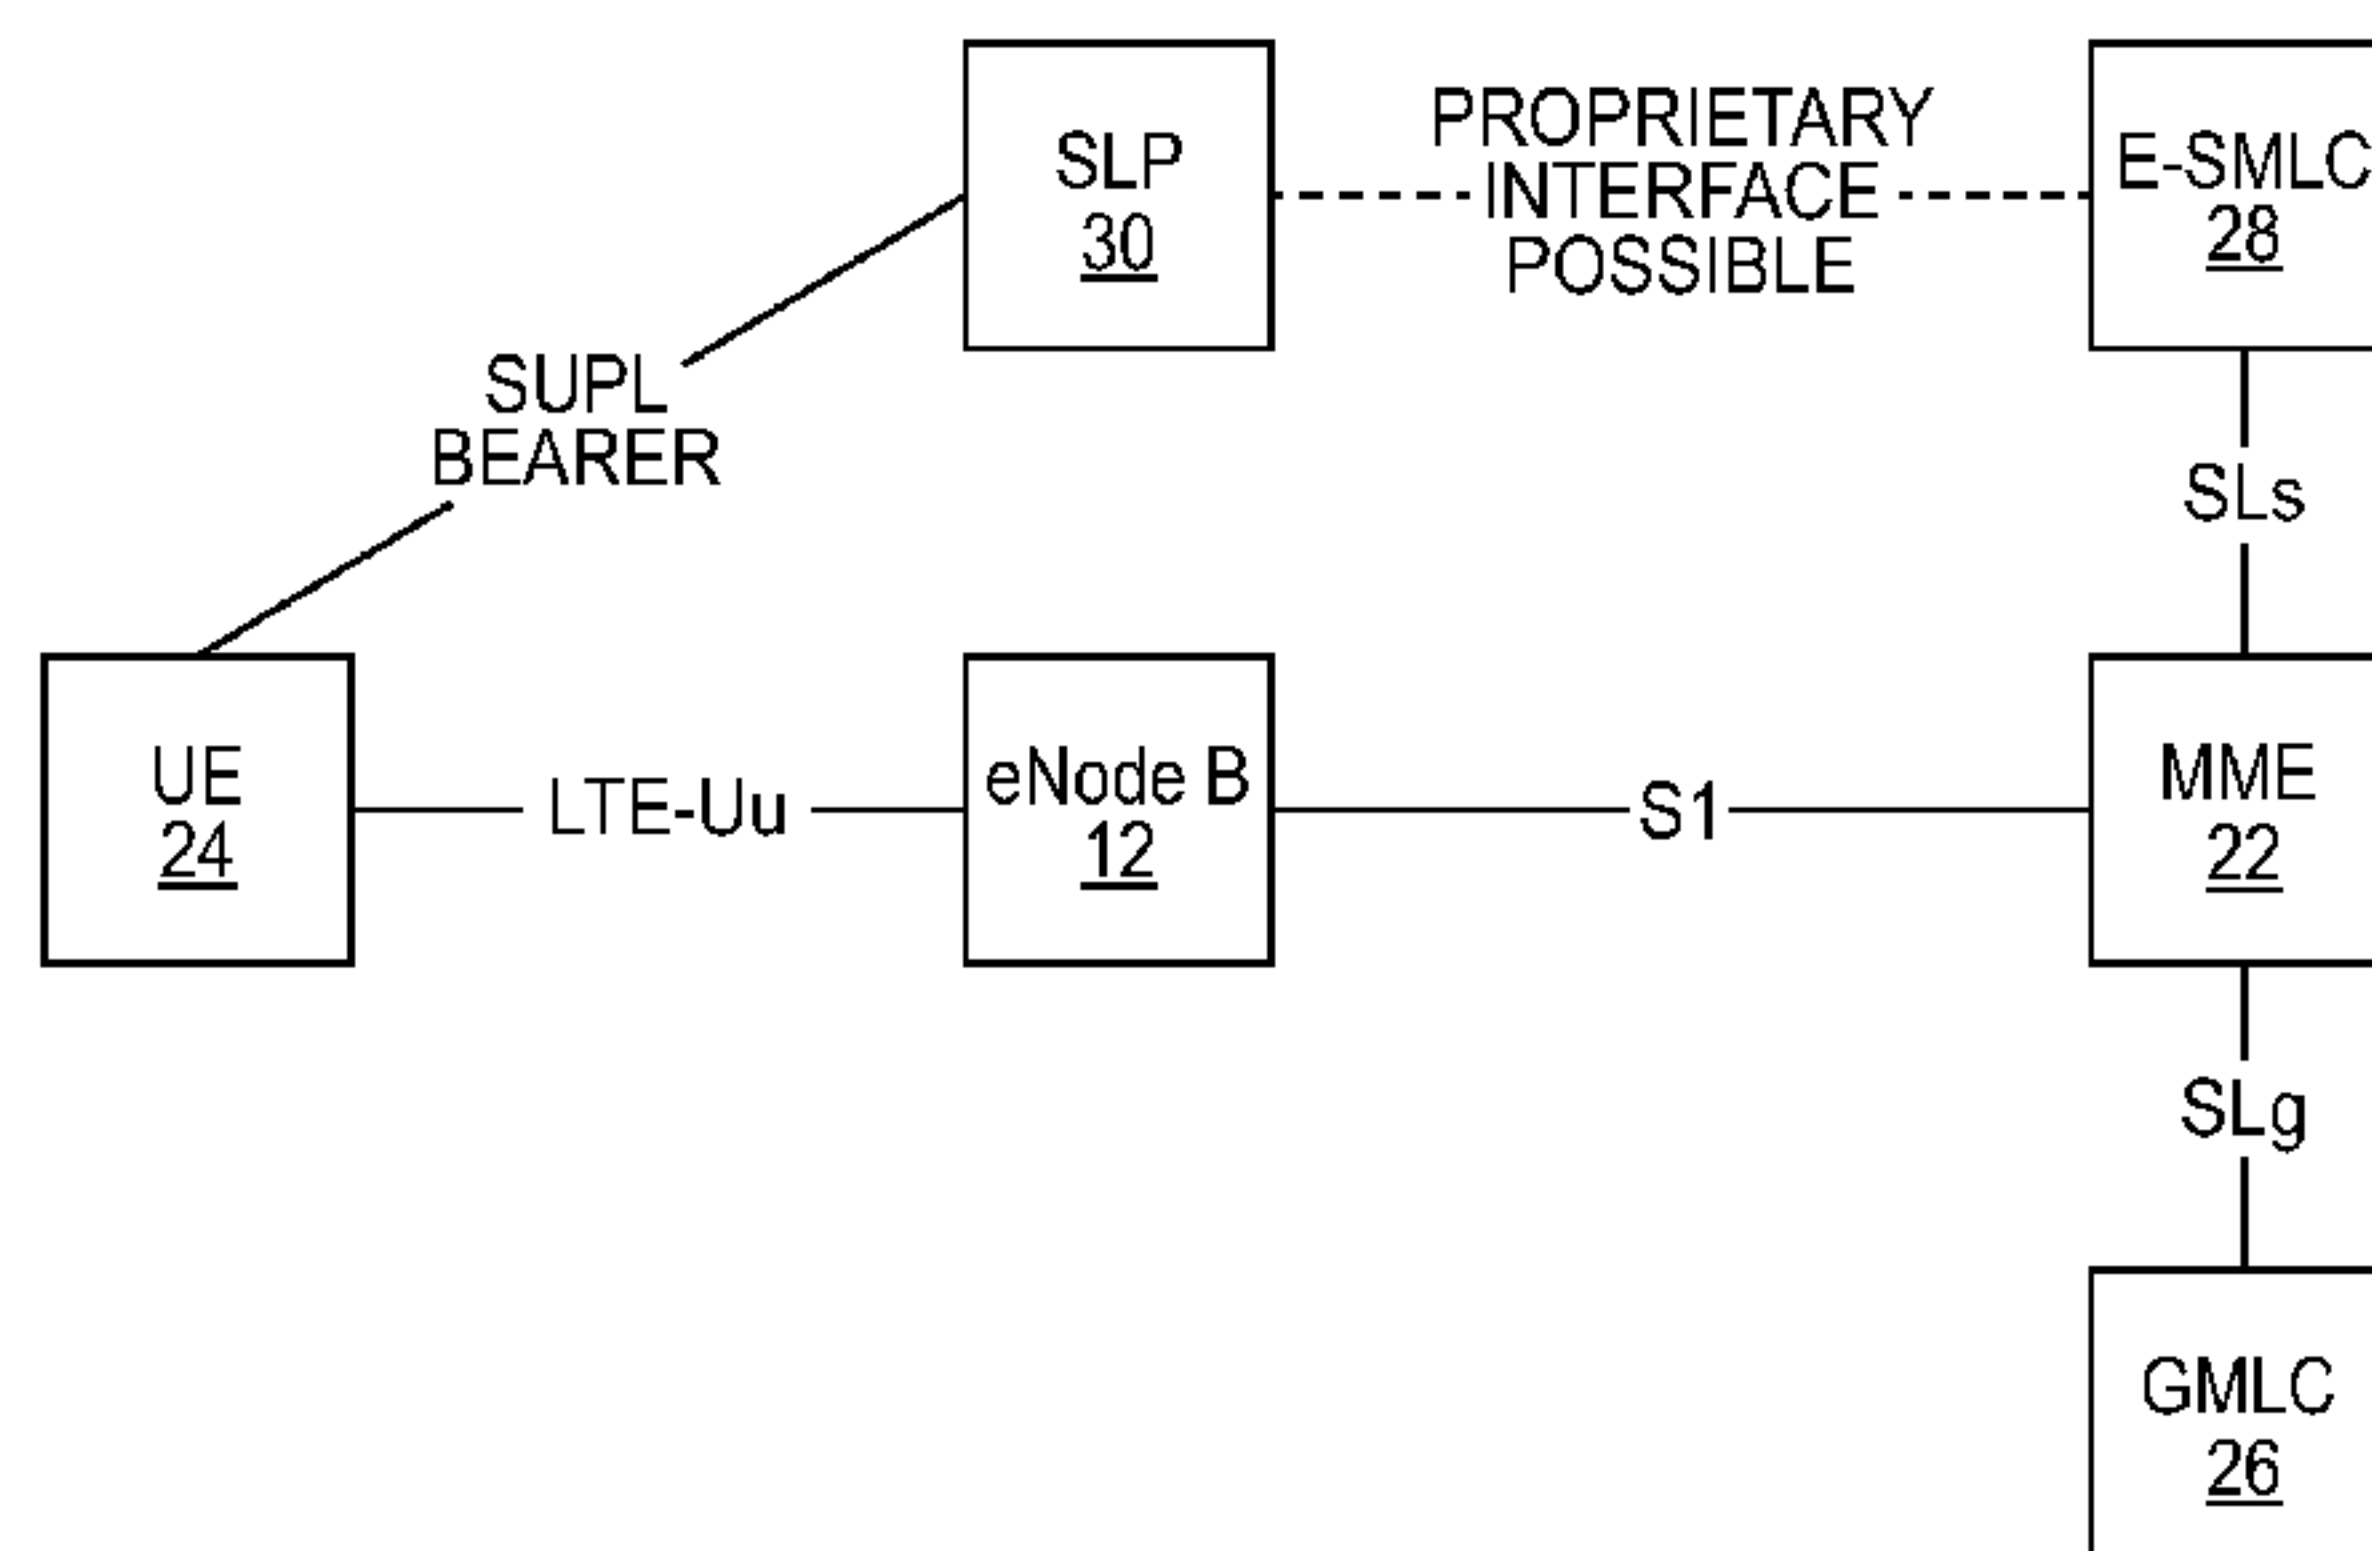 SLP
30
PROPRIETARY
INTERFACE
POSSIBLE
E-SMLC
28
SUPL
BEARER
SLs
UE
24
LTE-Uu
eNode B
12
S1
MME
22
SLg
GMLC
26